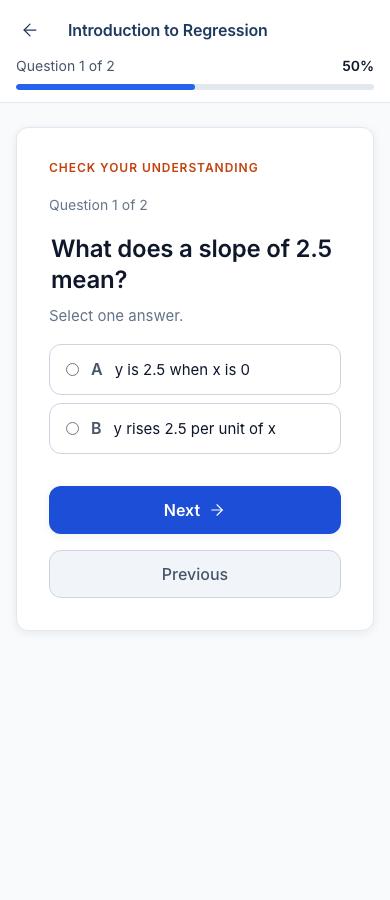 Introduction to Regression
Question 1 of 2
50%
CHECK YOUR UNDERSTANDING
Question 1 of 2
What does a slope of 2.5
mean?
Select one answer.
A y is 2.5 when x is 0
B y rises 2.5 per unit of x
Next
Previous